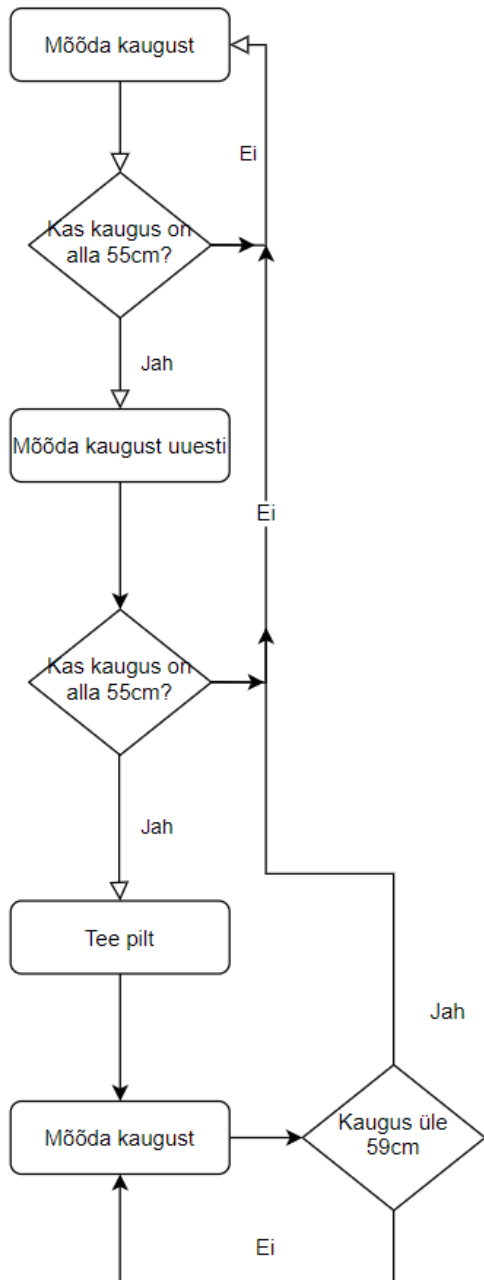 Mõõda kaugust
Ei
Kas kaugus on
alla 55cm?
Jah
Mõõda kaugust uuesti
Ei
Kas kaugus on
alla 55cm?
Jah
Tee pilt
Jah
Mõõda kaugust
Kaugus üle
59cm
Ei